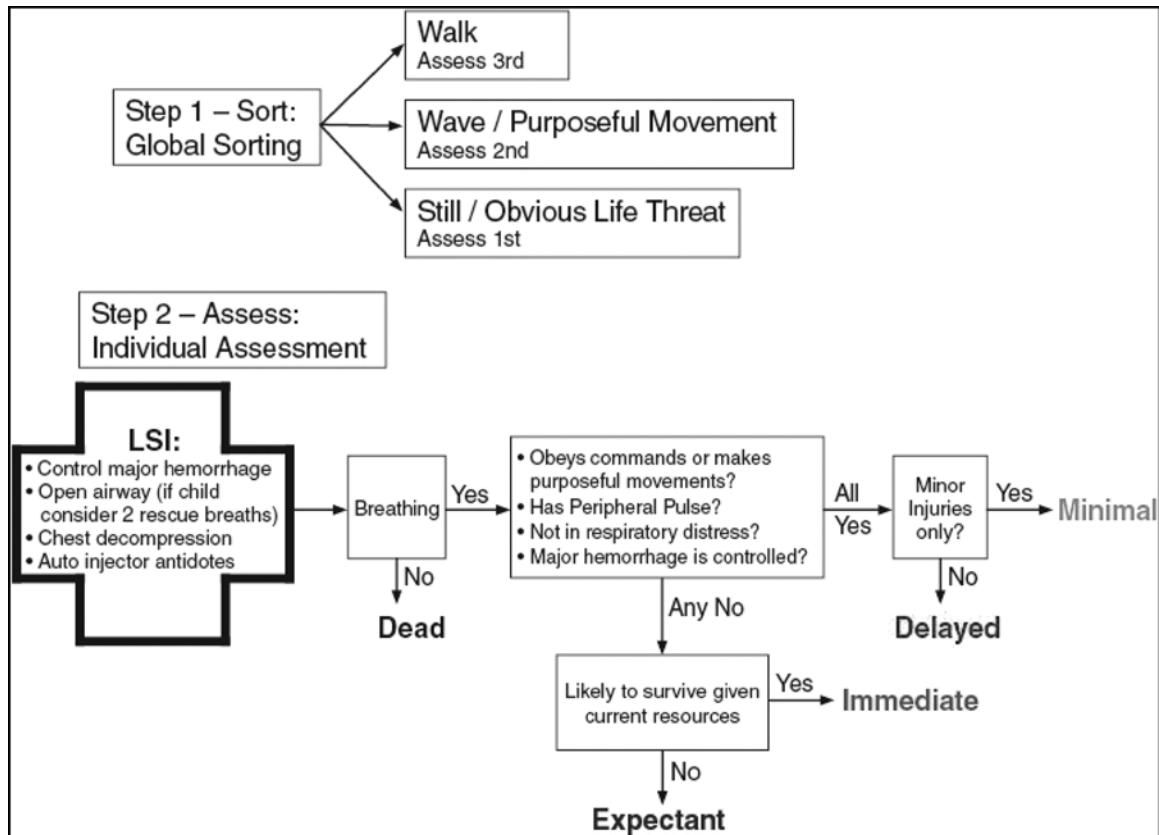 Walk
Assess 3rd
Step 1 – Sort:
Global Sorting
Wave / Purposeful Movement
Assess 2nd
Still / Obvious Life Threat
Assess 1st
Step 2 – Assess:
Individual Assessment
LSI:
• Control major hemorrhage
• Open airway (if child
consider 2 rescue breaths)
• Chest decompression
• Auto injector antidotes
Breathing
Yes
No
Dead
• Obeys commands or makes
purposeful movements?
• Has Peripheral Pulse?
• Not in respiratory distress?
• Major hemorrhage is controlled?
All
Yes
Minor
Injuries
only?
Yes
Minimal
No
Delayed
Any No
Likely to survive given
current resources
Yes
Immediate
No
Expectant